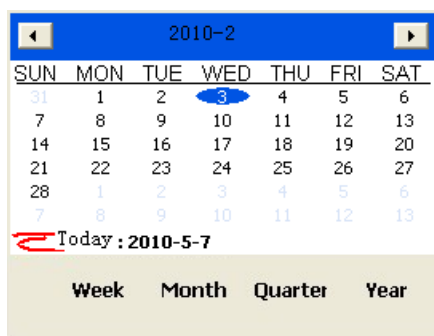 2010-2
SUN MON TUE WED THU FRI SAT
31 1 2 3 4 5 6
7 8 9 10 11 12 13
14 15 16 17 18 19 20
21 22 23 24 25 26 27
28 1 2 3 4 5 6
7 8 9 10 11 12 13
Today : 2010-5-7
Week Month Quarter Year